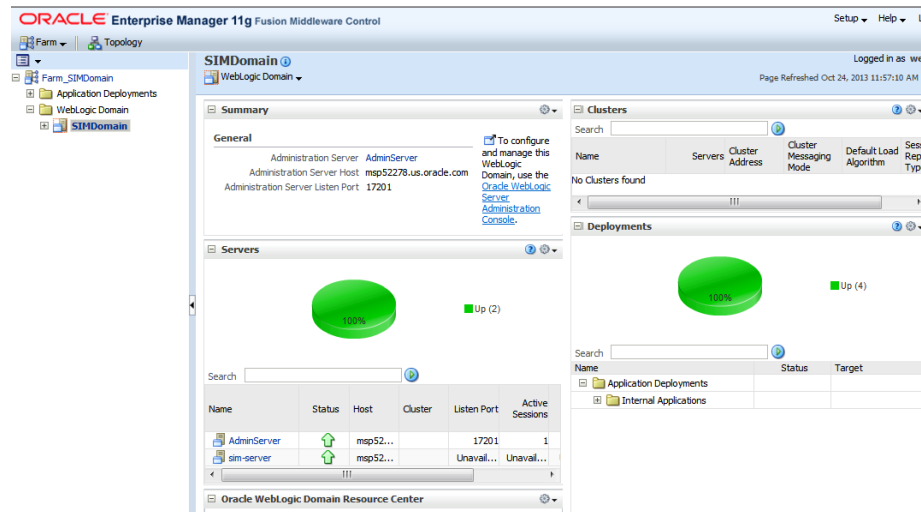 ORACLE Enterprise Manager 11g Fusion Middleware Control
Setup Help
Farm Topology
Logged in as
Page Refreshed Oct 24, 2013 11:57:10 AM
Farm_SIMDomain
Application Deployments
WebLogic Domain
SIMDomain
SIMDomain
WebLogic Domain
Summary
General
Administration Server AdminServer
Administration Server Host msp52278.us.oracle.com
Administration Server Listen Port 17201
To configure
and manage this
WebLogic
Domain, use the
Oracle WebLogic
Server
Administration
Console.
Servers
100%
Up (2)
Search
Name Status Host Cluster Listen Port Active Sessions
AdminServer msp52... 17201 1
sim-server msp52... Unavail... Unavail...
Oracle WebLogic Domain Resource Center
Clusters
Search
Name Servers Cluster Address Cluster Messaging Mode Default Load Algorithm
No Clusters found
Deployments
100%
Up (4)
Search
Name Status Target
Application Deployments
Internal Applications